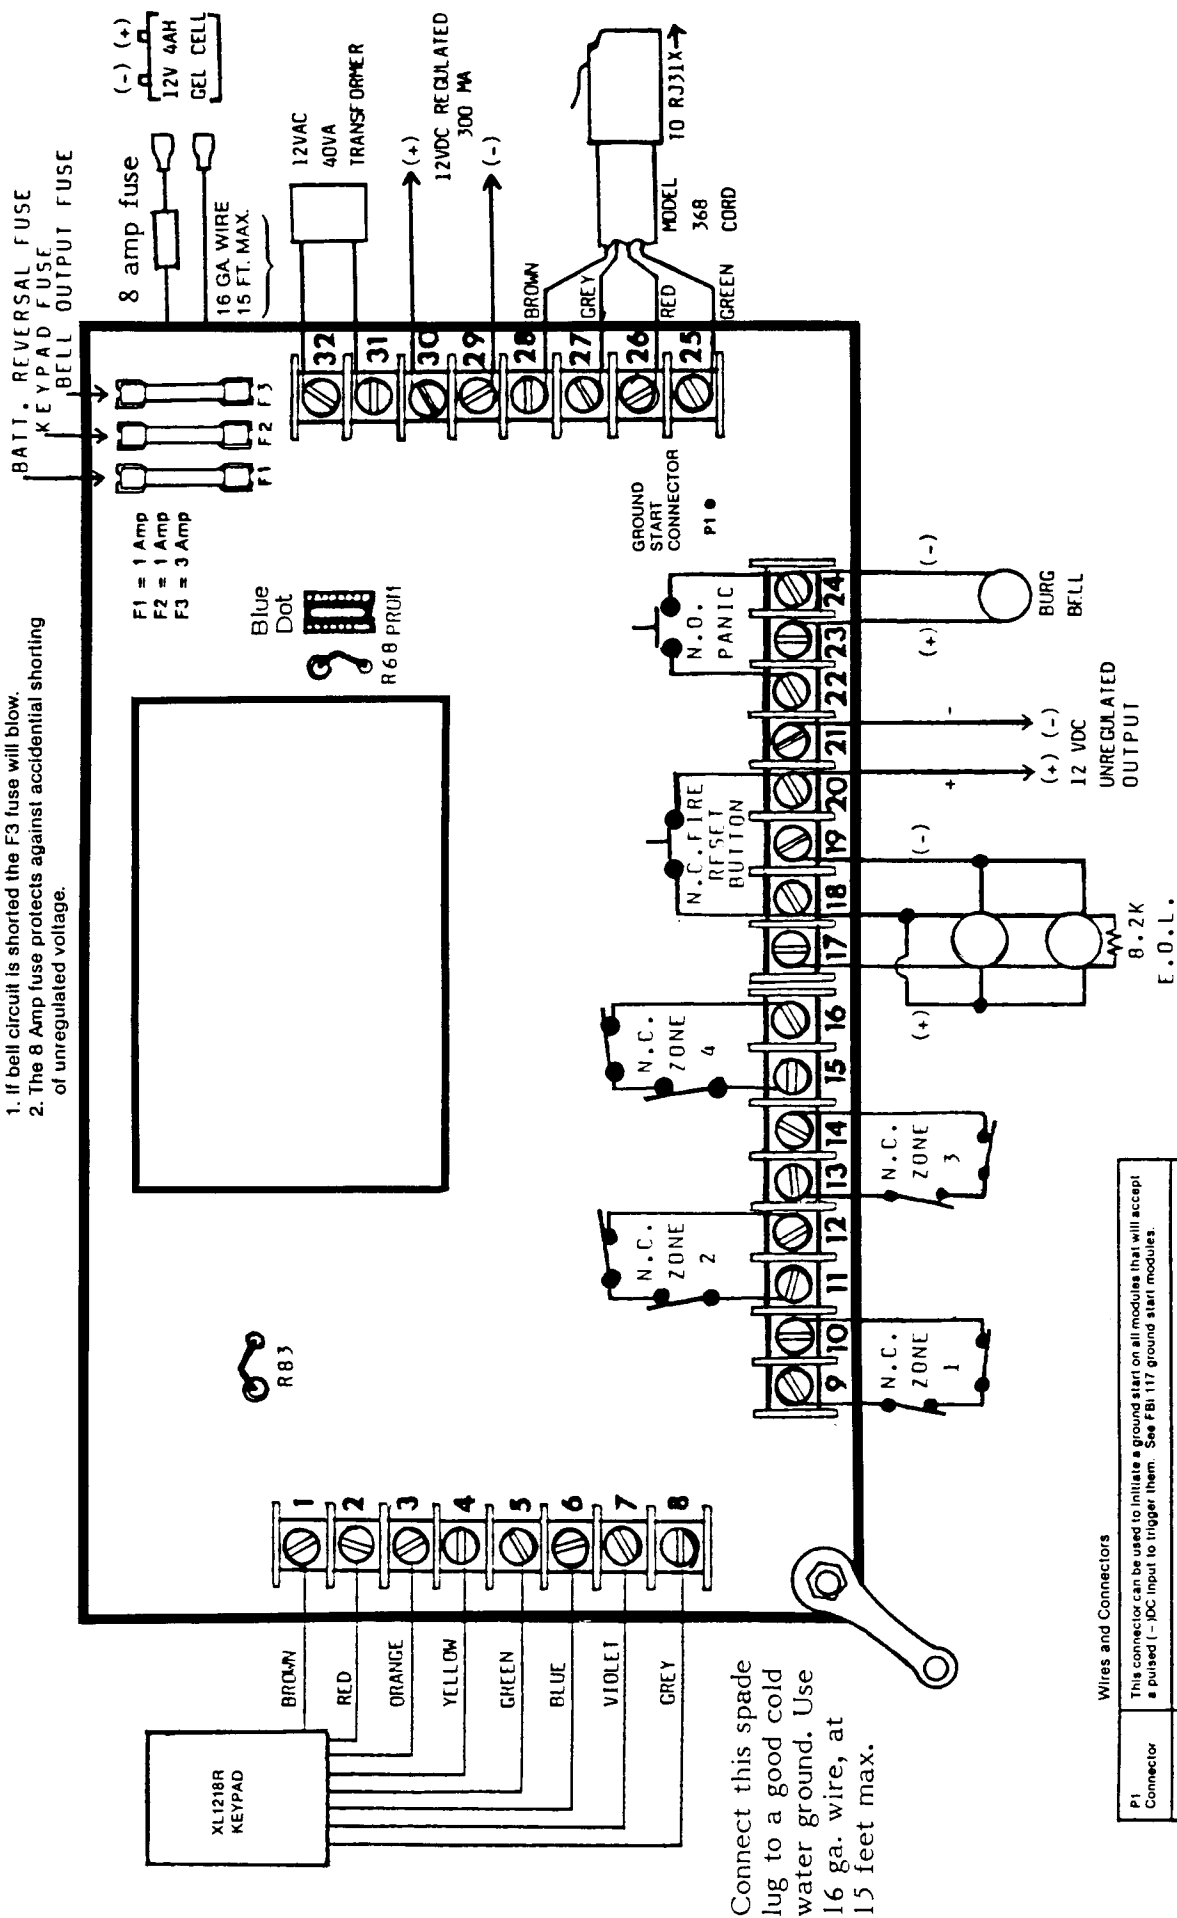 1. If bell circuit is shorted the F3 fuse will blow.
2. The 8 Amp fuse protects against accidential shorting
of unregulated voltage.
BATT. REVERSAL FUSE
KEYPAD FUSE
BELL OUTPUT FUSE
F1 = 1 Amp
F2 = 1 Amp
F3 = 3 Amp
F1
F2
F3
8 amp fuse
16 GA. WIRE
15 FT. MAX.
(-) (+)
12V 4AH
GEL CELL
Blue
Dot
R68
PROM
R83
12VAC
40VA
TRANSFORMER
(+)
12VDC REGULATED
300 MA
(-)
BROWN
GREY
RED
GREEN
MODEL
368
CORD
TO RJ31X
32
31
30
29
28
27
26
25
GROUND
START
CONNECTOR
P1
XL1218R
KEYPAD
BROWN
RED
ORANGE
YELLOW
GREEN
BLUE
VIOLET
GREY
1
2
3
4
5
6
7
8
N.C.
ZONE
2
N.C.
ZONE
4
N.C. FIRE
RESET
BUTTON
N.O.
PANIC
9
10
11
12
13
14
15
16
17
18
19
20
21
22
23
24
N.C.
ZONE
1
N.C.
ZONE
3
(+)
(-)
8.2K
E.O.L.
+
-
(+) (-)
12 VDC
UNREGULATED
OUTPUT
(+)
(-)
BURG
BELL
Connect this spade
lug to a good cold
water ground. Use
16 ga. wire, at
15 feet max.
Wires and Connectors
P1
Connector
This connector can be used to initiate a ground start on all modules that will accept
a pulsed (-)DC input to trigger them. See FBI 117 ground start modules.